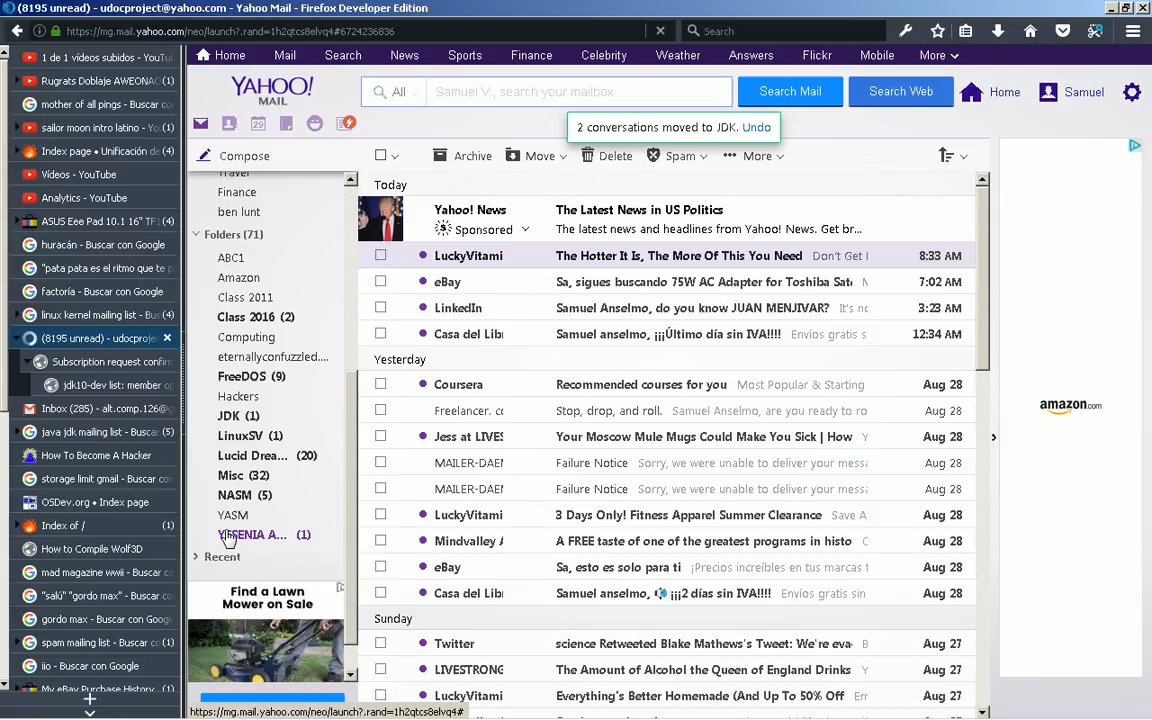 (8195 unread) - udocproject@yahoo.com - Yahoo Mail - Firefox Developer Edition
https://mg.mail.yahoo.com/neo/launch?.rand=1h2qtcs8elvq4#6724236836
Search
1 de 1 vídeos subidos - YouTu
Rugrats Doblaje AWEONAC (1)
mother of all pings - Buscar co
sailor moon intro latino - (2)
Index page • Unificación de (4)
Vídeos - YouTube
Analytics - YouTube
ASUS Eee Pad 10.1 16" TF1 (4)
huracán - Buscar con Google
"pata pata es el ritmo que te p
factoría - Buscar con Google
linux kernel mailing list - Bus (4)
(8195 unread) - udocproje
Subscription request confirm
jdk10-dev list: member op
Inbox (285) - alt.comp.126@g
java jdk mailing list - Busc (5)
How To Become A Hacker
storage limit gmail - Buscar co
OSDev.org • Index page
Index of / (1)
How to Compile Wolf3D
mad magazine wwii - Buscar co
"salú" "gordo max" - Buscar co
gordo max - Buscar con Googl
spam mailing list - Buscar c (1)
iio - Buscar con Google
My eBay Purchase History
Home Mail Search News Sports Finance Celebrity Weather Answers Flickr Mobile More
YAHOO!
MAIL
All Samuel V., search your mailbox Search Mail Search Web Home Samuel
2 conversations moved to JDK. Undo
Compose Archive Move Delete Spam More
Travel
Finance
ben lunt
Folders (71)
ABC1
Amazon
Class 2011
Class 2016 (2)
Computing
eternallyconfuzzled....
FreeDOS (9)
Hackers
JDK (1)
LinuxSV (1)
Lucid Drea... (20)
Misc (32)
NASM (5)
YASM
YESENIA A... (1)
Recent
Find a Lawn
Mower on Sale
Today
Yahoo! News The Latest News in US Politics
Sponsored The latest news and headlines from Yahoo! News. Get br...
LuckyVitami The Hotter It Is, The More Of This You Need Don't Get I 8:33 AM
eBay Sa, sigues buscando 75W AC Adapter for Toshiba Sate 7:02 AM
LinkedIn Samuel Anselmo, do you know JUAN MENJIVAR? It's no 3:23 AM
Casa del Libr Samuel anselmo, ¡¡¡Último día sin IVA!!!! Envíos gratis s 12:34 AM
Yesterday
Coursera Recommended courses for you Most Popular & Starting Aug 28
Freelancer. co Stop, drop, and roll. Samuel Anselmo, are you ready to ro Aug 28
Jess at LIVES Your Moscow Mule Mugs Could Make You Sick | How Aug 28
MAILER-DAEM Failure Notice Sorry, we were unable to deliver your messa Aug 28
MAILER-DAEM Failure Notice Sorry, we were unable to deliver your messa Aug 28
LuckyVitami 3 Days Only! Fitness Apparel Summer Clearance Save A Aug 28
Mindvalley A A FREE taste of one of the greatest programs in histo Aug 28
eBay Sa, esto es solo para ti ¡Precios increíbles en tus marcas d Aug 28
Casa del Libr Samuel anselmo, ¡¡¡2 días sin IVA!!!! Envíos gratis sin Aug 28
Sunday
Twitter science Retweeted Blake Mathews's Tweet: We're eva Aug 27
LIVESTRONG The Amount of Alcohol the Queen of England Drinks Aug 27
LuckyVitami Everything's Better Homemade (And Up To 50% Off Aug 27
amazon.com
https://mg.mail.yahoo.com/neo/launch?.rand=1h2qtcs8elvq4#